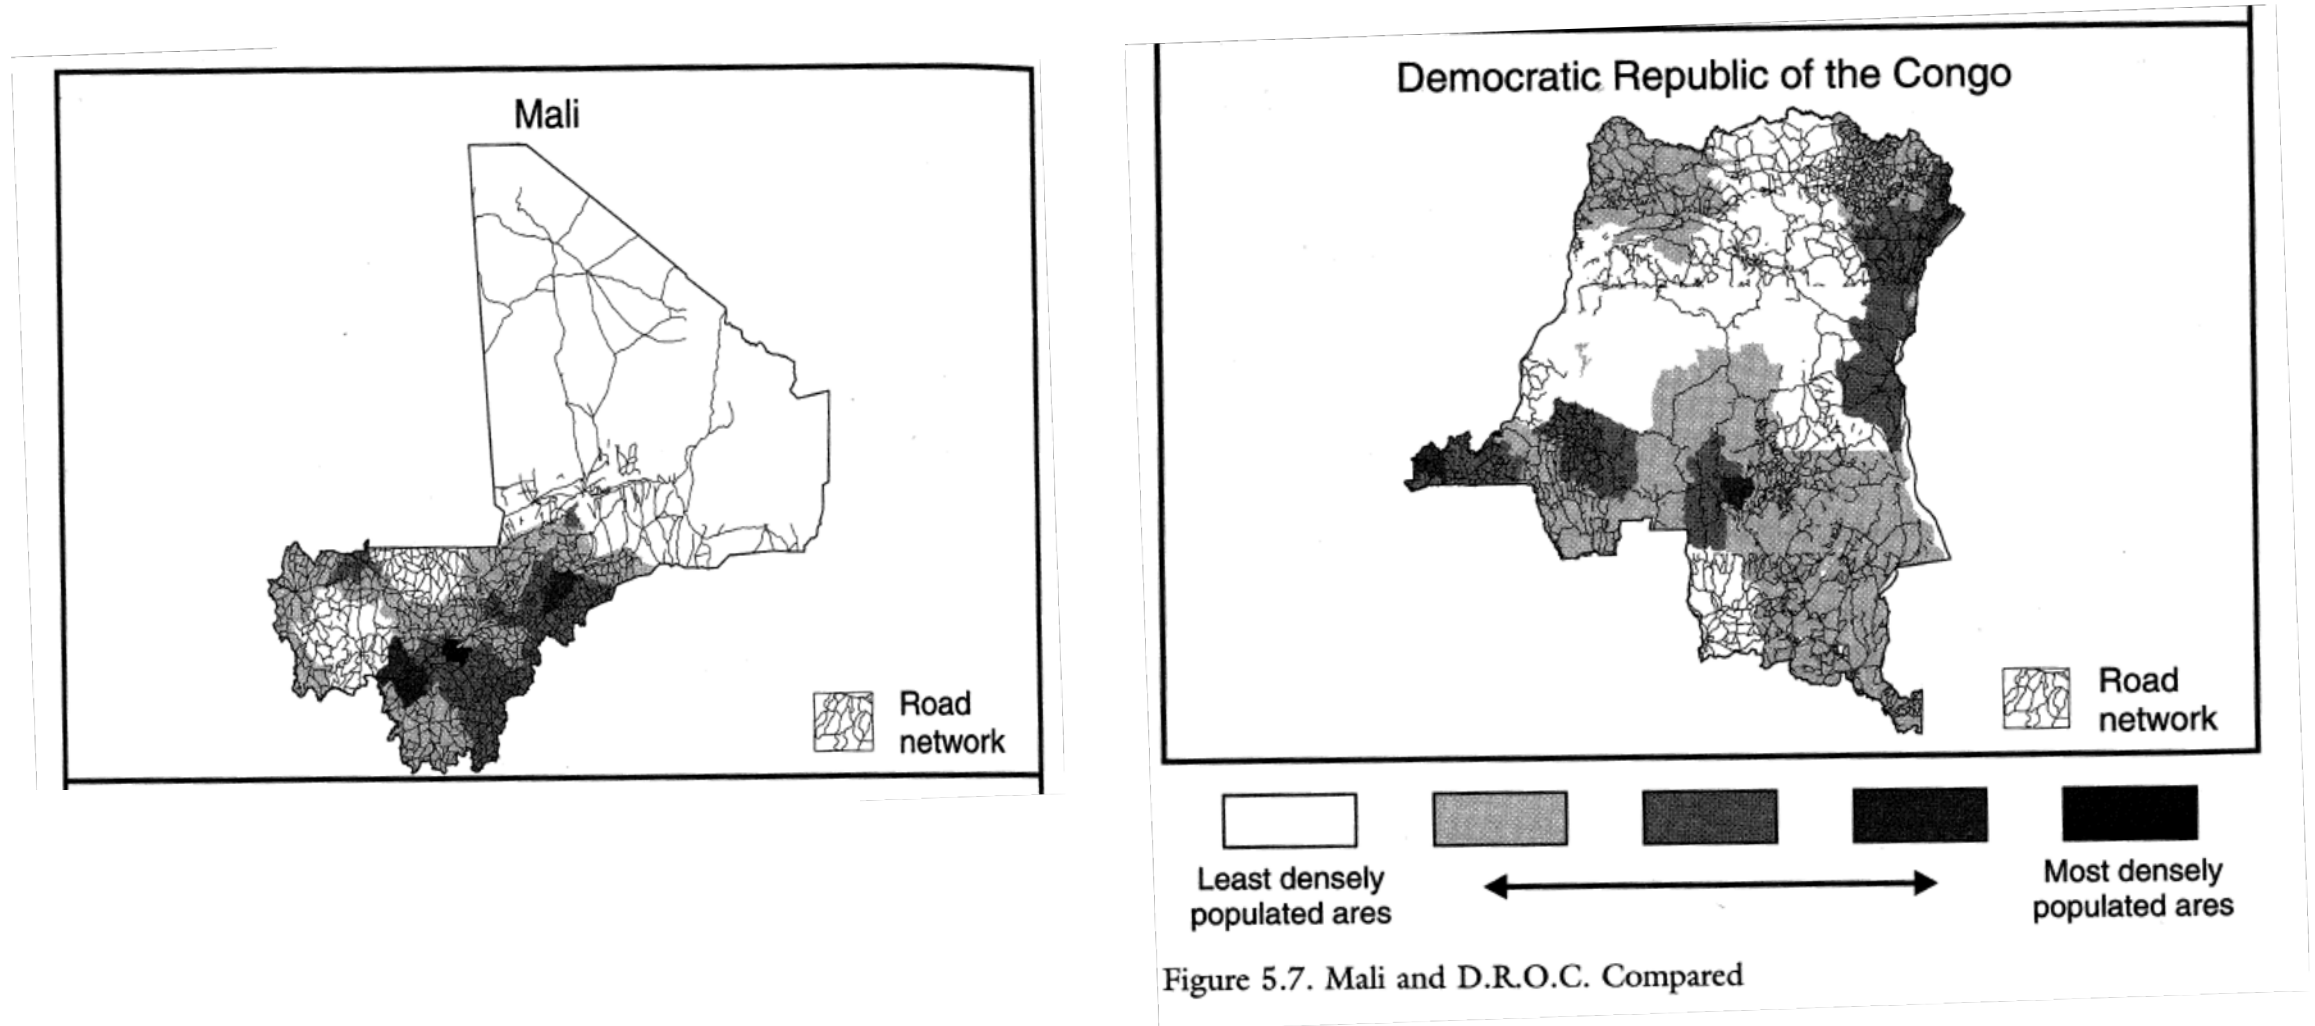 Mali
Road
network
Democratic Republic of the Congo
Road
network
Least densely
populated ares
Most densely
populated ares
Figure 5.7. Mali and D.R.O.C. Compared